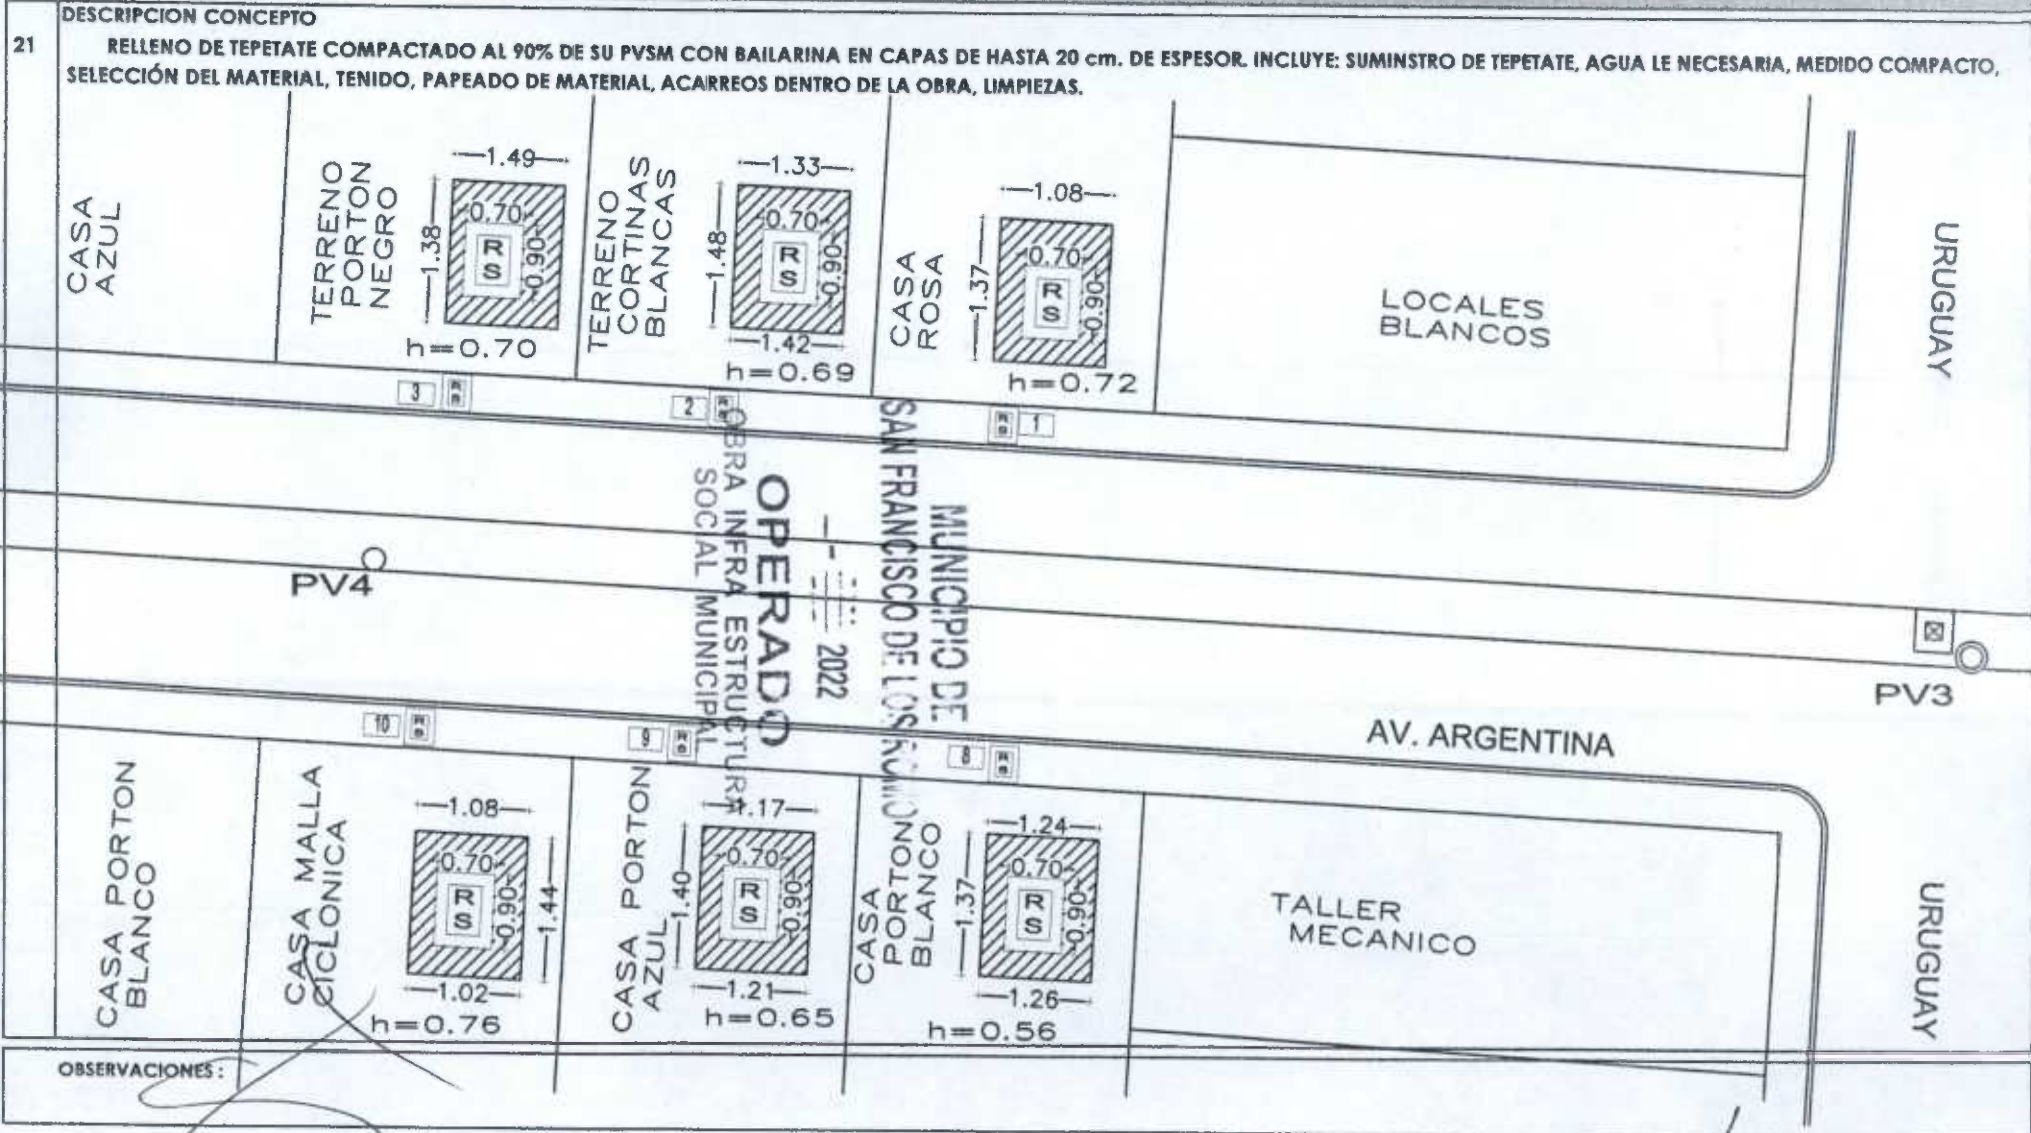 DESCRIPCION CONCEPTO
21
RELLENO DE TEPETATE COMPACTADO AL 90% DE SU PVSM CON BAILARINA EN CAPAS DE HASTA 20 cm. DE ESPESOR. INCLUYE: SUMINSTRO DE TEPETATE, AGUA LE NECESARIA, MEDIDO COMPACTO,
SELECCIÓN DEL MATERIAL, TENIDO, PAPEADO DE MATERIAL, ACARREOS DENTRO DE LA OBRA, LIMPIEZAS.
CASA
AZUL
TERRENO
PORTON
NEGRO
1.49
1.38
0.70
0.90
R
S
h=0.70
TERRENO
CORTINAS
BLANCAS
1.33
1.48
0.70
0.90
R
S
1.42
h=0.69
CASA
ROSA
1.08
1.37
0.70
0.90
R
S
h=0.72
LOCALES
BLANCOS
URUGUAY
3
R
S
2
R
S
R
S
1
MUNICIPIO DE
SAN FRANCISCO DE LOS ROMO
2022
OPERADO
OBRA INFRA ESTRUCTURA
SOCIAL MUNICIPAL
PV4
PV3
AV. ARGENTINA
10
R
S
9
R
S
8
R
S
CASA PORTON
BLANCO
CASA MALLA
CICLONICA
1.08
0.70
0.90
R
S
1.44
1.02
h=0.76
CASA PORTON
AZUL
1.17
1.40
0.70
0.90
R
S
1.21
h=0.65
CASA
PORTON
BLANCO
1.24
1.37
0.70
0.90
R
S
1.26
h=0.56
TALLER
MECANICO
URUGUAY
OBSERVACIONES :